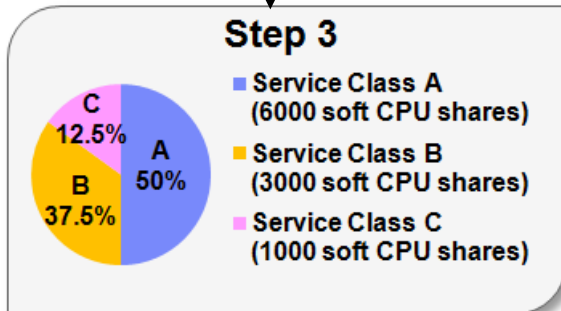 Step 3
C
12.5%
A
50%
B
37.5%
Service Class A
(6000 soft CPU shares)
Service Class B
(3000 soft CPU shares)
Service Class C
(1000 soft CPU shares)